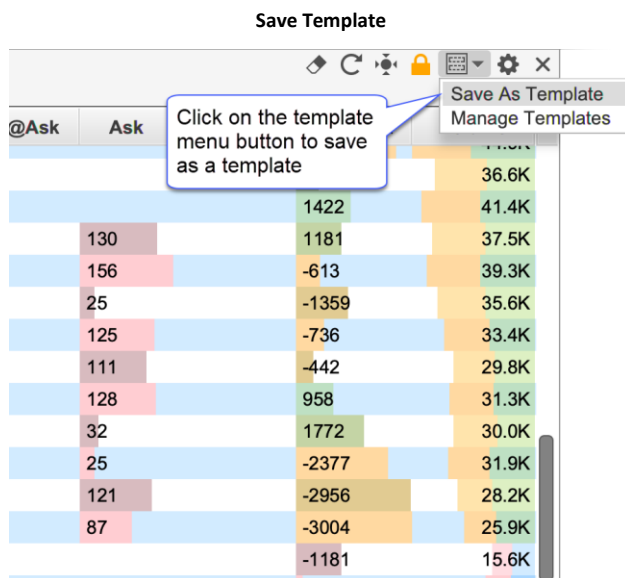 Save Template
Save As Template
Manage Templates
@Ask Ask
Click on the template
menu button to save
as a template
36.6K
1422 41.4K
130 1181 37.5K
156 -613 39.3K
25 -1359 35.6K
125 -736 33.4K
111 -442 29.8K
128 958 31.3K
32 1772 30.0K
25 -2377 31.9K
121 -2956 28.2K
87 -3004 25.9K
-1181 15.6K